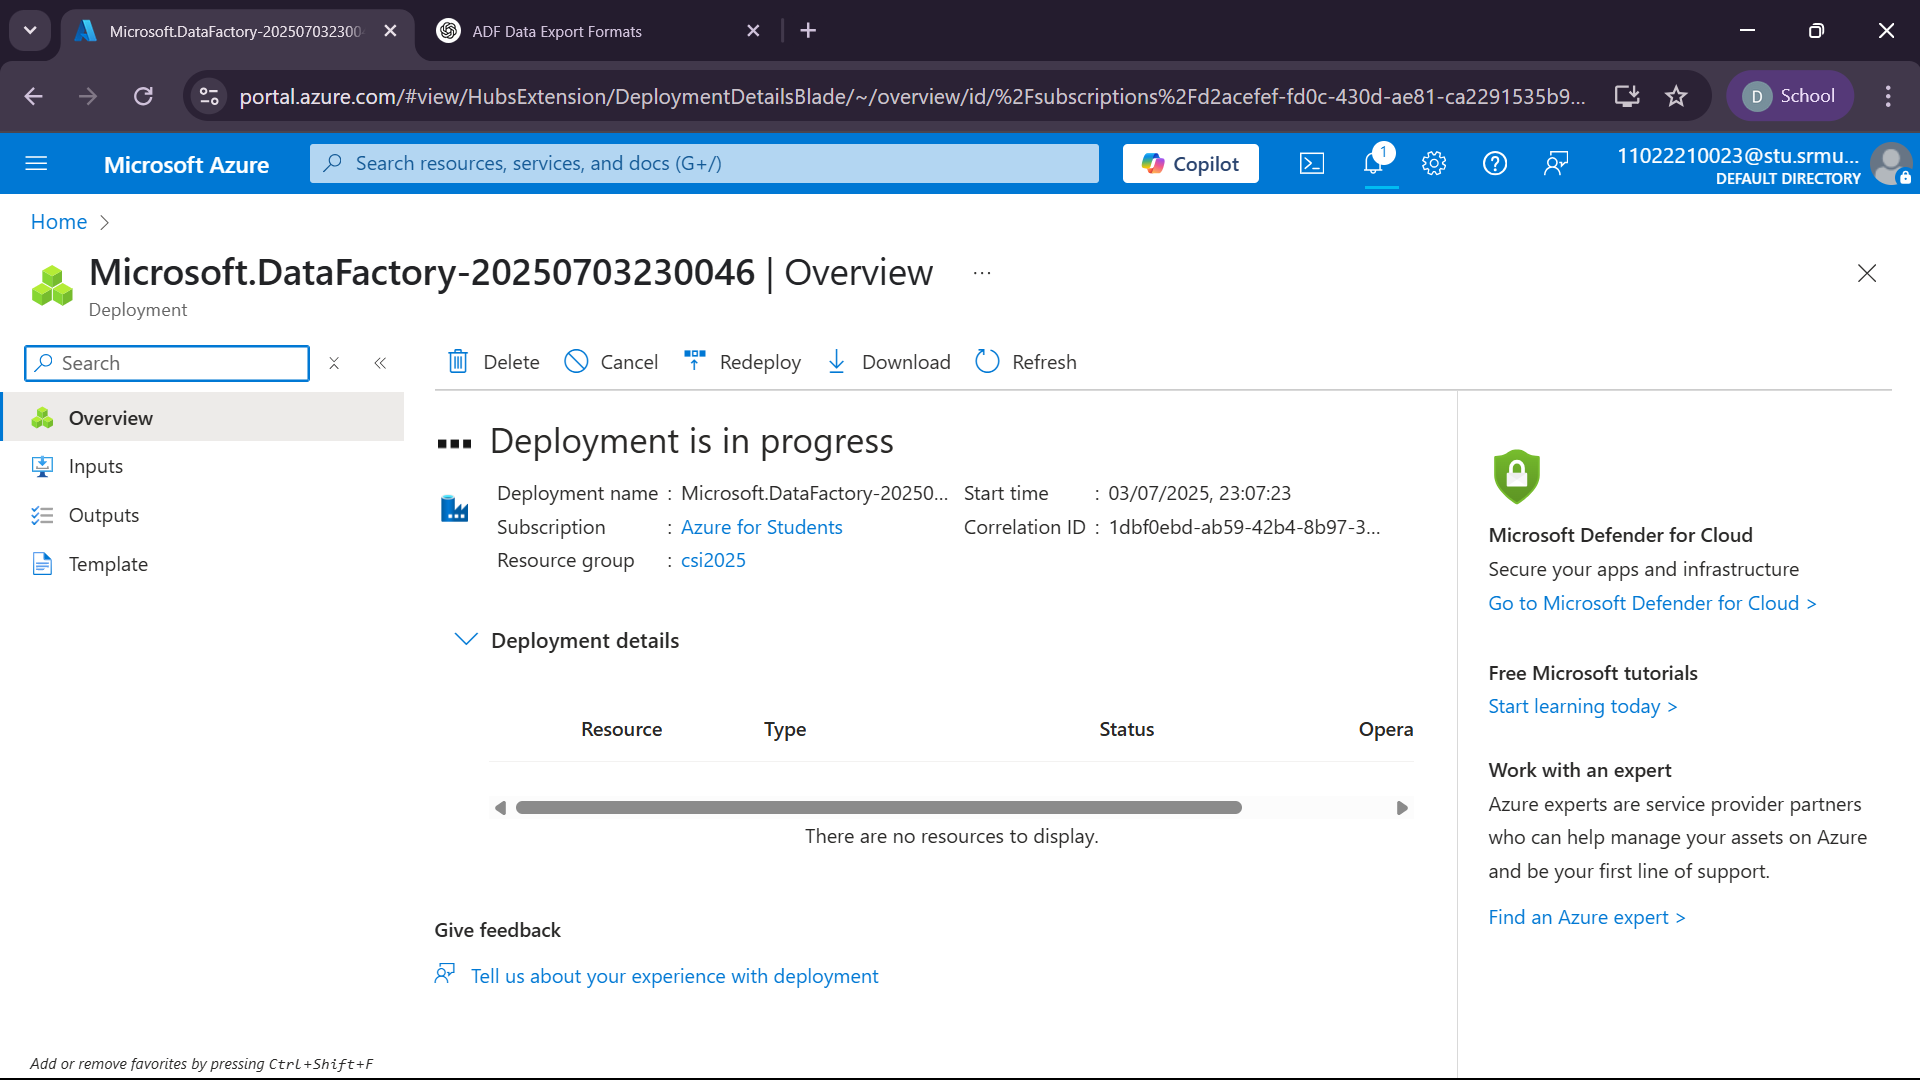 Microsoft.DataFactory-202507032300
ADF Data Export Formats
portal.azure.com/#view/HubsExtension/DeploymentDetailsBlade/~/overview/id/%2Fsubscriptions%2Fd2acefef-fd0c-430d-ae81-ca2291535b9...
D School
Microsoft Azure
Search resources, services, and docs (G+/)
Copilot
1
11022210023@stu.srmu...
DEFAULT DIRECTORY
Home
Microsoft.DataFactory-20250703230046 | Overview ...
Deployment
Search
Delete Cancel Redeploy Download Refresh
Overview
Inputs
Outputs
Template
Deployment is in progress
Deployment name : Microsoft.DataFactory-20250... Start time : 03/07/2025, 23:07:23
Subscription : Azure for Students Correlation ID : 1dbf0ebd-ab59-42b4-8b97-3...
Resource group : csi2025
Deployment details
Resource Type Status Opera
There are no resources to display.
Give feedback
Tell us about your experience with deployment
Microsoft Defender for Cloud
Secure your apps and infrastructure
Go to Microsoft Defender for Cloud >
Free Microsoft tutorials
Start learning today >
Work with an expert
Azure experts are service provider partners
who can help manage your assets on Azure
and be your first line of support.
Find an Azure expert >
Add or remove favorites by pressing Ctrl+Shift+F